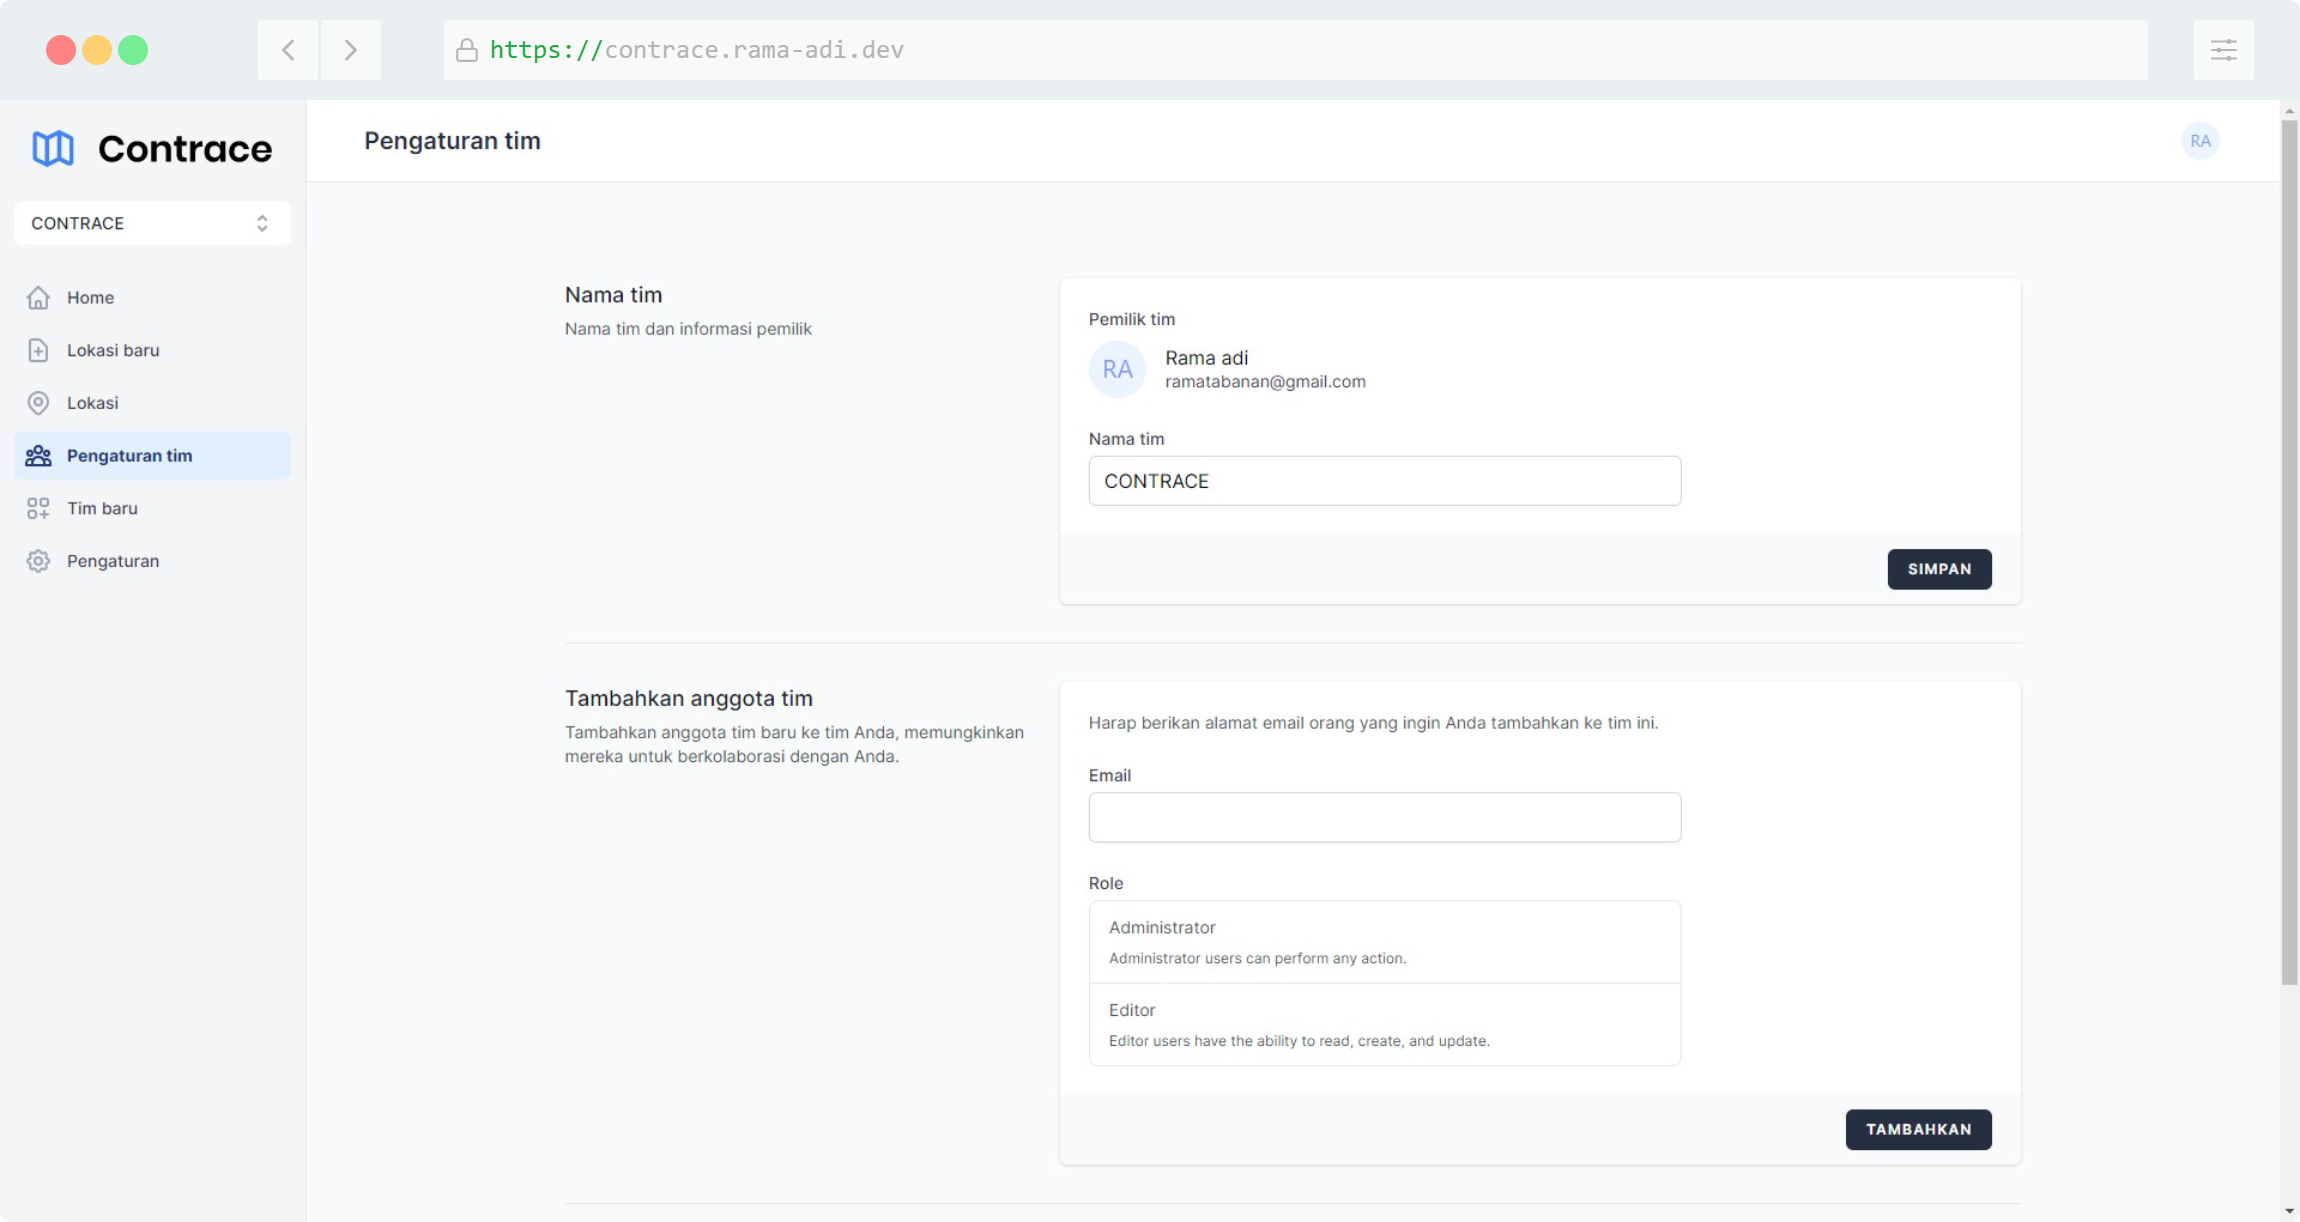 https://contrace.rama-adi.dev
Contrace
CONTRACE
Home
Lokasi baru
Lokasi
Pengaturan tim
Tim baru
Pengaturan
Pengaturan tim
RA
Nama tim
Nama tim dan informasi pemilik
Pemilik tim
RA
Rama adi
ramatabanan@gmail.com
Nama tim
CONTRACE
SIMPAN
Tambahkan anggota tim
Tambahkan anggota tim baru ke tim Anda, memungkinkan
mereka untuk berkolaborasi dengan Anda.
Harap berikan alamat email orang yang ingin Anda tambahkan ke tim ini.
Email
Role
Administrator
Administrator users can perform any action.
Editor
Editor users have the ability to read, create, and update.
TAMBAHKAN